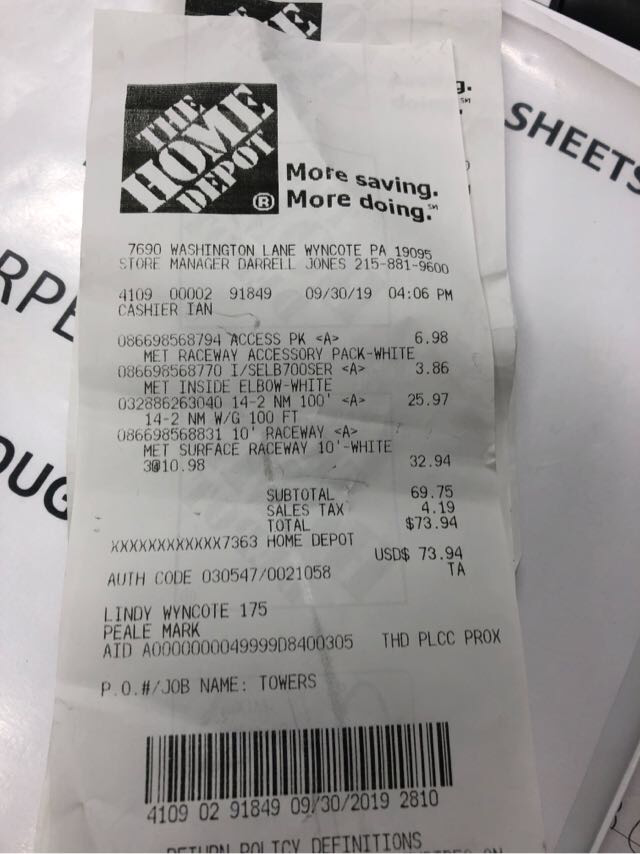 THE
HOME
DEPOT
®
More saving.
More doing.℠
7690 WASHINGTON LANE WYNCOTE PA 19095
STORE MANAGER DARRELL JONES 215-881-9600
4109 00002 91849 09/30/19 04:06 PM
CASHIER IAN
086698568794 ACCESS PK <A> 6.98
MET RACEWAY ACCESSORY PACK-WHITE
086698568770 I/SELB700SER <A> 3.86
MET INSIDE ELBOW-WHITE
032886263040 14-2 NM 100' <A> 25.97
14-2 NM W/G 100 FT
086698568831 10' RACEWAY <A>
MET SURFACE RACEWAY 10'-WHITE
3@10.98 32.94
SUBTOTAL 69.75
SALES TAX 4.19
TOTAL $73.94
XXXXXXXXXXXX7363 HOME DEPOT
USD$ 73.94
AUTH CODE 030547/0021058 TA
LINDY WYNCOTE 175
PEALE MARK
AID A0000000049999D8400305 THD PLCC PROX
P.O.#/JOB NAME: TOWERS
4109 02 91849 09/30/2019 2810
RETURN POLICY DEFINITIONS
SHEETS